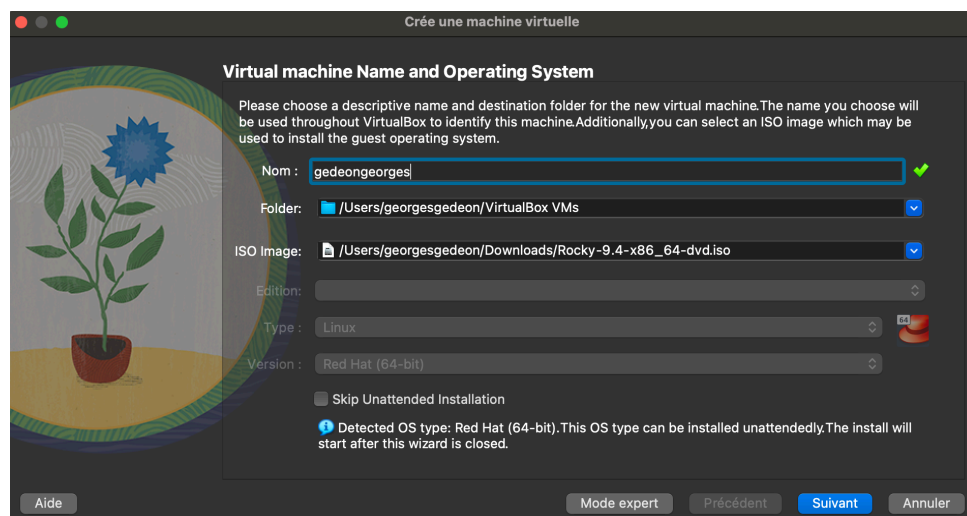 Crée une machine virtuelle
Virtual machine Name and Operating System
Please choose a descriptive name and destination folder for the new virtual machine.The name you choose will
be used throughout VirtualBox to identify this machine.Additionally,you can select an ISO image which may be
used to install the guest operating system.
Nom : gedeongeorges
Folder: /Users/georgesgedeon/VirtualBox VMs
ISO Image: /Users/georgesgedeon/Downloads/Rocky-9.4-x86_64-dvd.iso
Edition:
Type : Linux 64
Version : Red Hat (64-bit)
Skip Unattended Installation
Detected OS type: Red Hat (64-bit).This OS type can be installed unattendedly.The install will
start after this wizard is closed.
Aide Mode expert Précédent Suivant Annuler